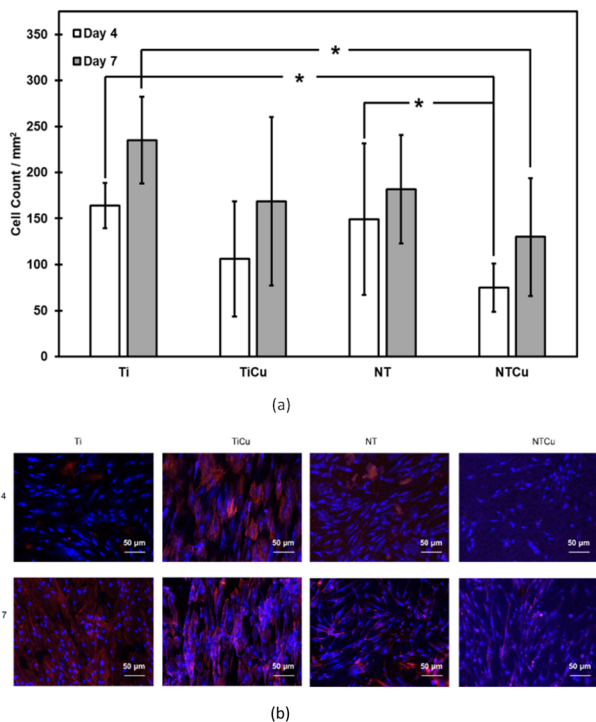 350
300
250
200
150
100
50
0
Cell Count / mm²
Day 4
Day 7
*
*
*
Ti TiCu NT NTCu
(a)
Ti TiCu NT NTCu
4
50 µm 50 µm 50 µm 50 µm
7
50 µm 50 µm 50 µm 50 µm
(b)